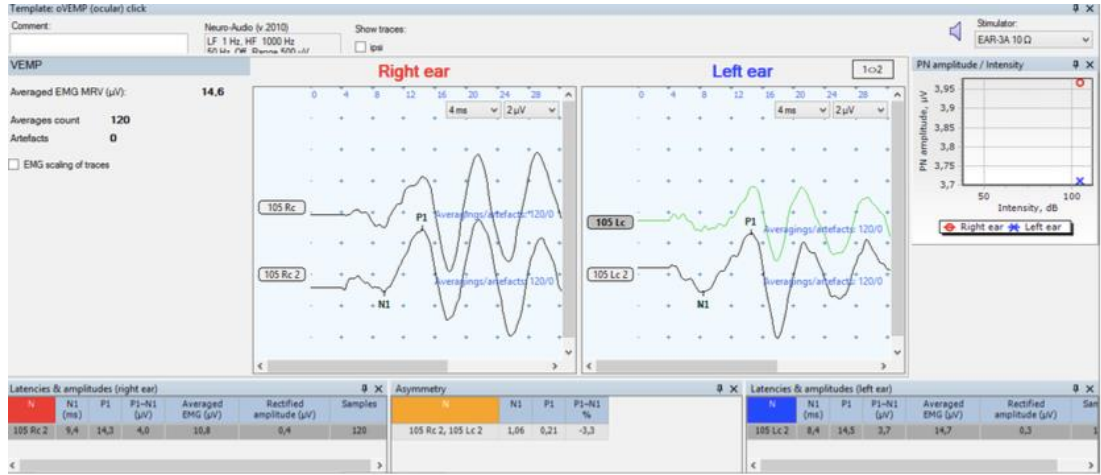 Template: oVEMP (ocular) click
Comment:
Neuro-Audio (v.2010)
LF 1 Hz, HF 1000 Hz
50 Hz Off Range 500 uV
Show traces:
ipsi
Stimulator:
EAR-3A 10 Ω
VEMP
Averaged EMG MRV (µV): 14,6
Averages count 120
Artefacts 0
EMG scaling of traces
Right ear
Left ear
1<>2
0 4 8 12 16 20 24 28
4 ms 2 µV
105 Rc
Averagings/artefacts: 120/0
P1
105 Rc 2
Averagings/artefacts: 120/0
N1
0 4 8 12 16 20 24 28
4 ms 2 µV
105 Lc
P1
Averagings/artefacts: 120/0
105 Lc 2
Averagings/artefacts: 120/0
N1
PN amplitude / Intensity
PN amplitude, µV
3,95
3,9
3,85
3,8
3,75
3,7
50 100
Intensity, dB
Right ear Left ear
Latencies & amplitudes (right ear)
N N1 (ms) P1 P1-N1 (µV) Averaged EMG (µV) Rectified amplitude (µV) Samples
105 Rc 2 9,4 14,3 4,0 10,8 0,4 120
Asymmetry
N N1 P1 P1-N1 %
105 Rc 2, 105 Lc 2 1,06 0,21 -3,3
Latencies & amplitudes (left ear)
N N1 (ms) P1 P1-N1 (µV) Averaged EMG (µV) Rectified amplitude (µV)
105 Lc 2 8,4 14,5 3,7 14,7 0,3